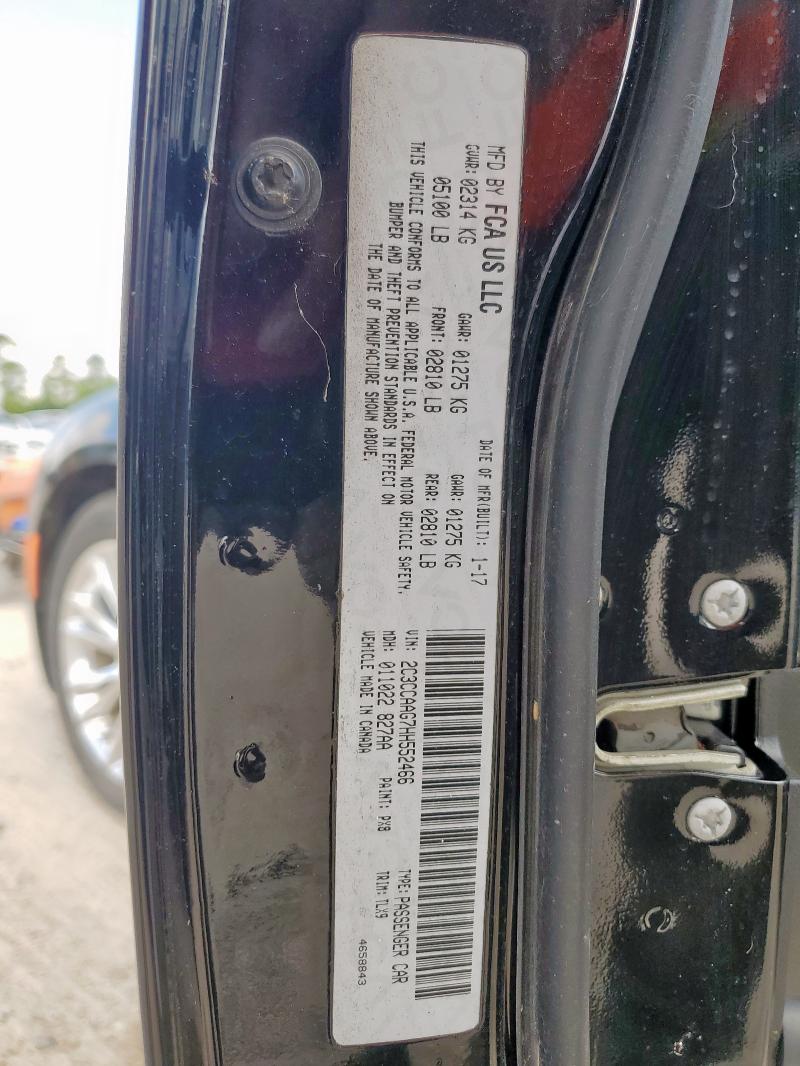 MFD BY FCA US LLC
DATE OF MFR(BUILT): 1-17
GVWR: 02314 KG GAWR: 01275 KG GAWR: 01275 KG
05100 LB FRONT: 02810 LB REAR: 02810 LB
THIS VEHICLE CONFORMS TO ALL APPLICABLE U.S.A. FEDERAL MOTOR VEHICLE SAFETY,
BUMPER AND THEFT PREVENTION STANDARDS IN EFFECT ON
THE DATE OF MANUFACTURE SHOWN ABOVE.
VIN: 2C3CCAAG7HH552466 TYPE: PASSENGER CAR
MDH: 011022 827AA PAINT: PX8 TRIM: TLX9
VEHICLE MADE IN CANADA
4658843